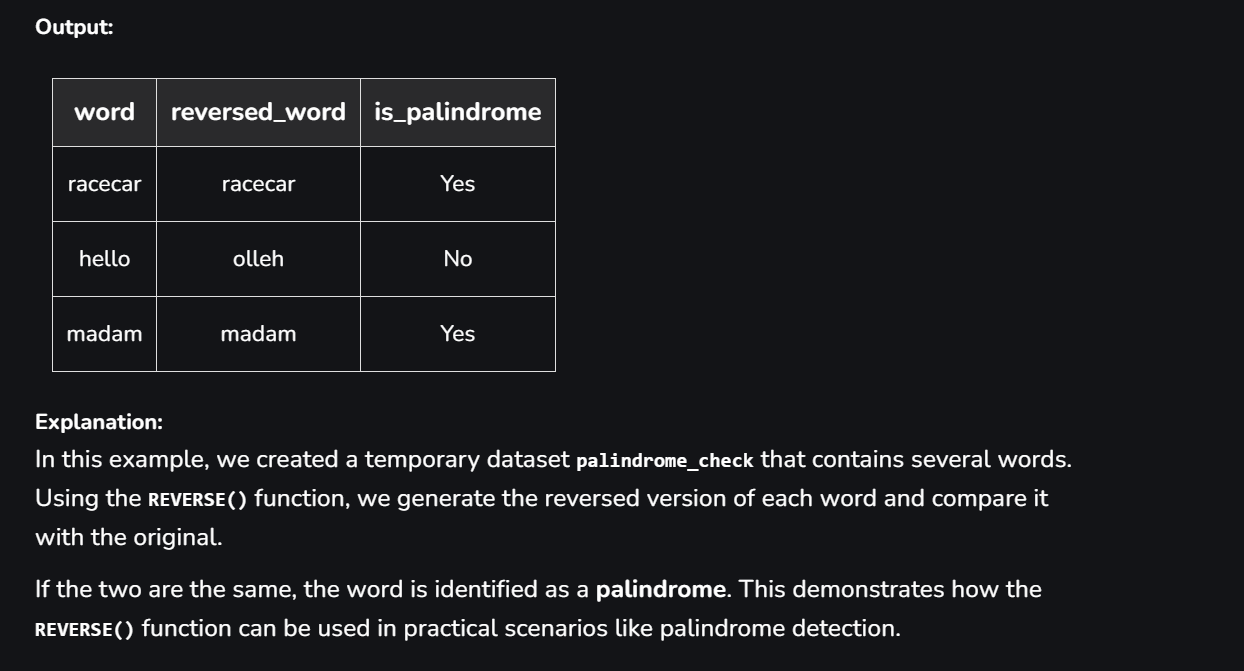 Output:
word reversed_word is_palindrome
racecar racecar Yes
hello olleh No
madam madam Yes
Explanation:
In this example, we created a temporary dataset palindrome_check that contains several words.
Using the REVERSE() function, we generate the reversed version of each word and compare it
with the original.
If the two are the same, the word is identified as a palindrome. This demonstrates how the
REVERSE() function can be used in practical scenarios like palindrome detection.